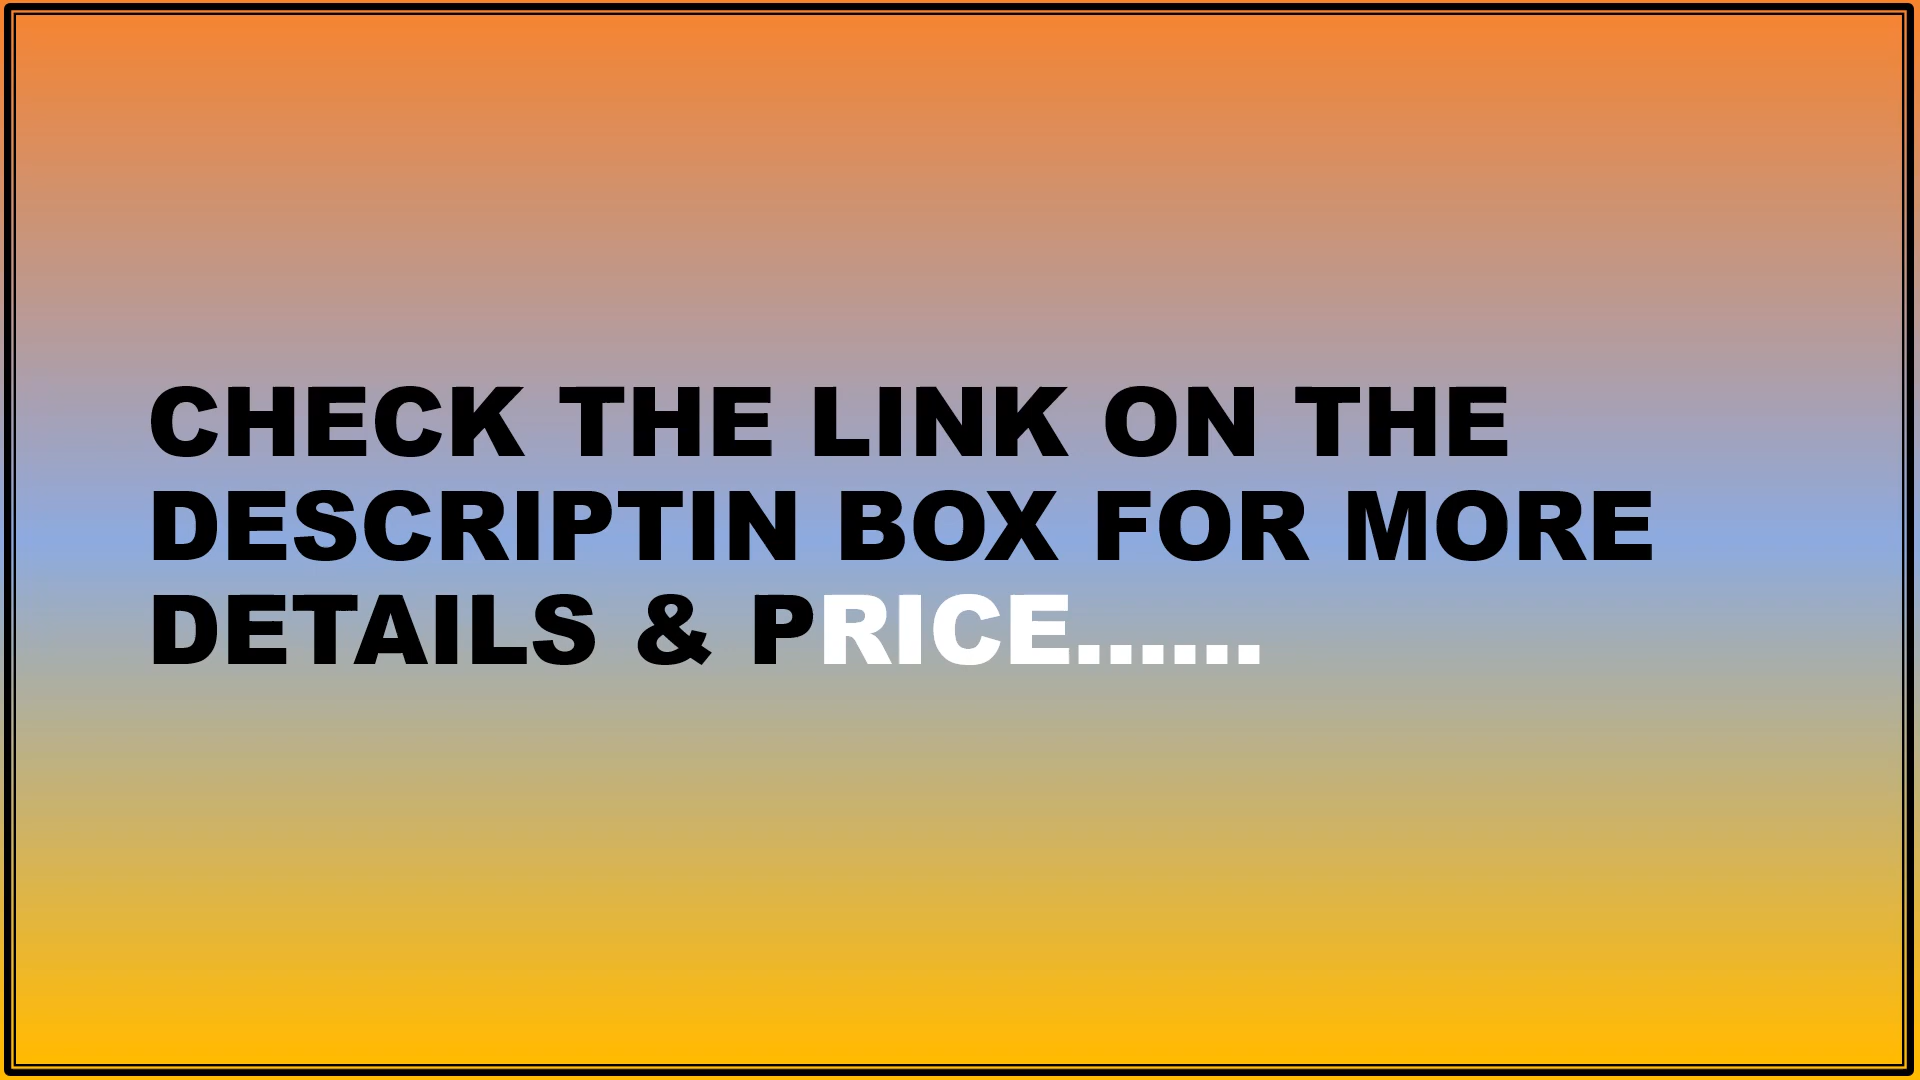 CHECK THE LINK ON THE
DESCRIPTIN BOX FOR MORE
DETAILS & PRICE......